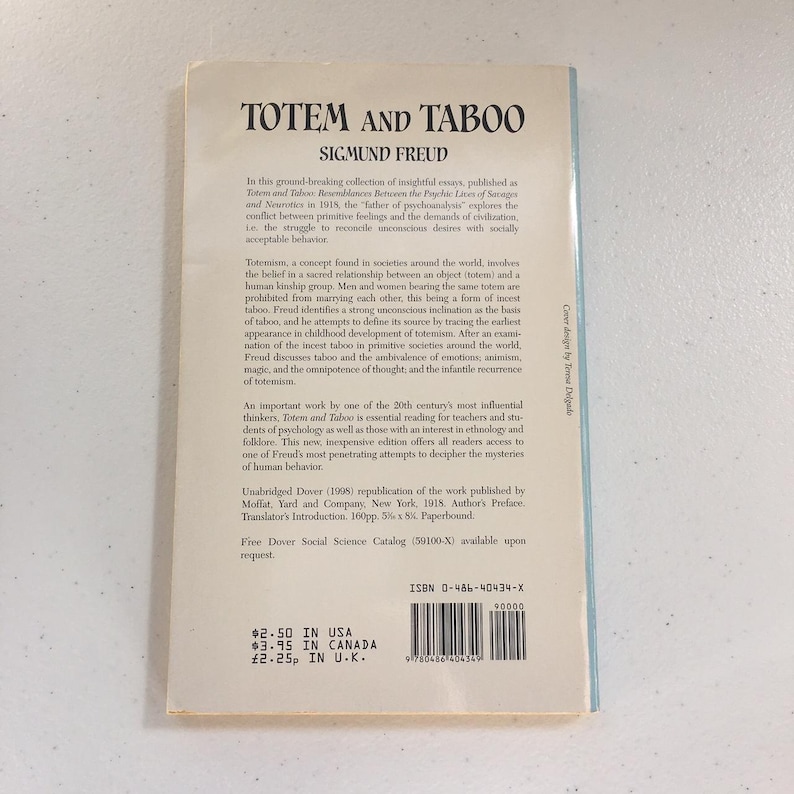 TOTEM AND TABOO
SIGMUND FREUD
In this ground-breaking collection of insightful essays, published as
Totem and Taboo: Resemblances Between the Psychic Lives of Savages
and Neurotics in 1918, the “father of psychoanalysis” explores the
conflict between primitive feelings and the demands of civilization,
i.e. the struggle to reconcile unconscious desires with socially
acceptable behavior.
Totemism, a concept found in societies around the world, involves
the belief in a sacred relationship between an object (totem) and a
human kinship group. Men and women bearing the same totem are
prohibited from marrying each other, this being a form of incest
taboo. Freud identifies a strong unconscious inclination as the basis
of taboo, and he attempts to define its source by tracing the earliest
appearance in childhood development of totemism. After an exami-
nation of the incest taboo in primitive societies around the world,
Freud discusses taboo and the ambivalence of emotions; animism,
magic, and the omnipotence of thought; and the infantile recurrence
of totemism.
An important work by one of the 20th century's most influential
thinkers, Totem and Taboo is essential reading for teachers and stu-
dents of psychology as well as those with an interest in ethnology and
folklore. This new, inexpensive edition offers all readers access to
one of Freud's most penetrating attempts to decipher the mysteries
of human behavior.
Unabridged Dover (1998) republication of the work published by
Moffat, Yard and Company, New York, 1918. Author's Preface.
Translator's Introduction. 160pp. 5³⁄₁₆ x 8¼. Paperbound.
Free Dover Social Science Catalog (59100-X) available upon
request.
ISBN 0-486-40434-X
90000
9 780486 404349
$2.50 IN USA
$3.95 IN CANADA
£2.25p IN U.K.
Cover design by Teresa Delgado